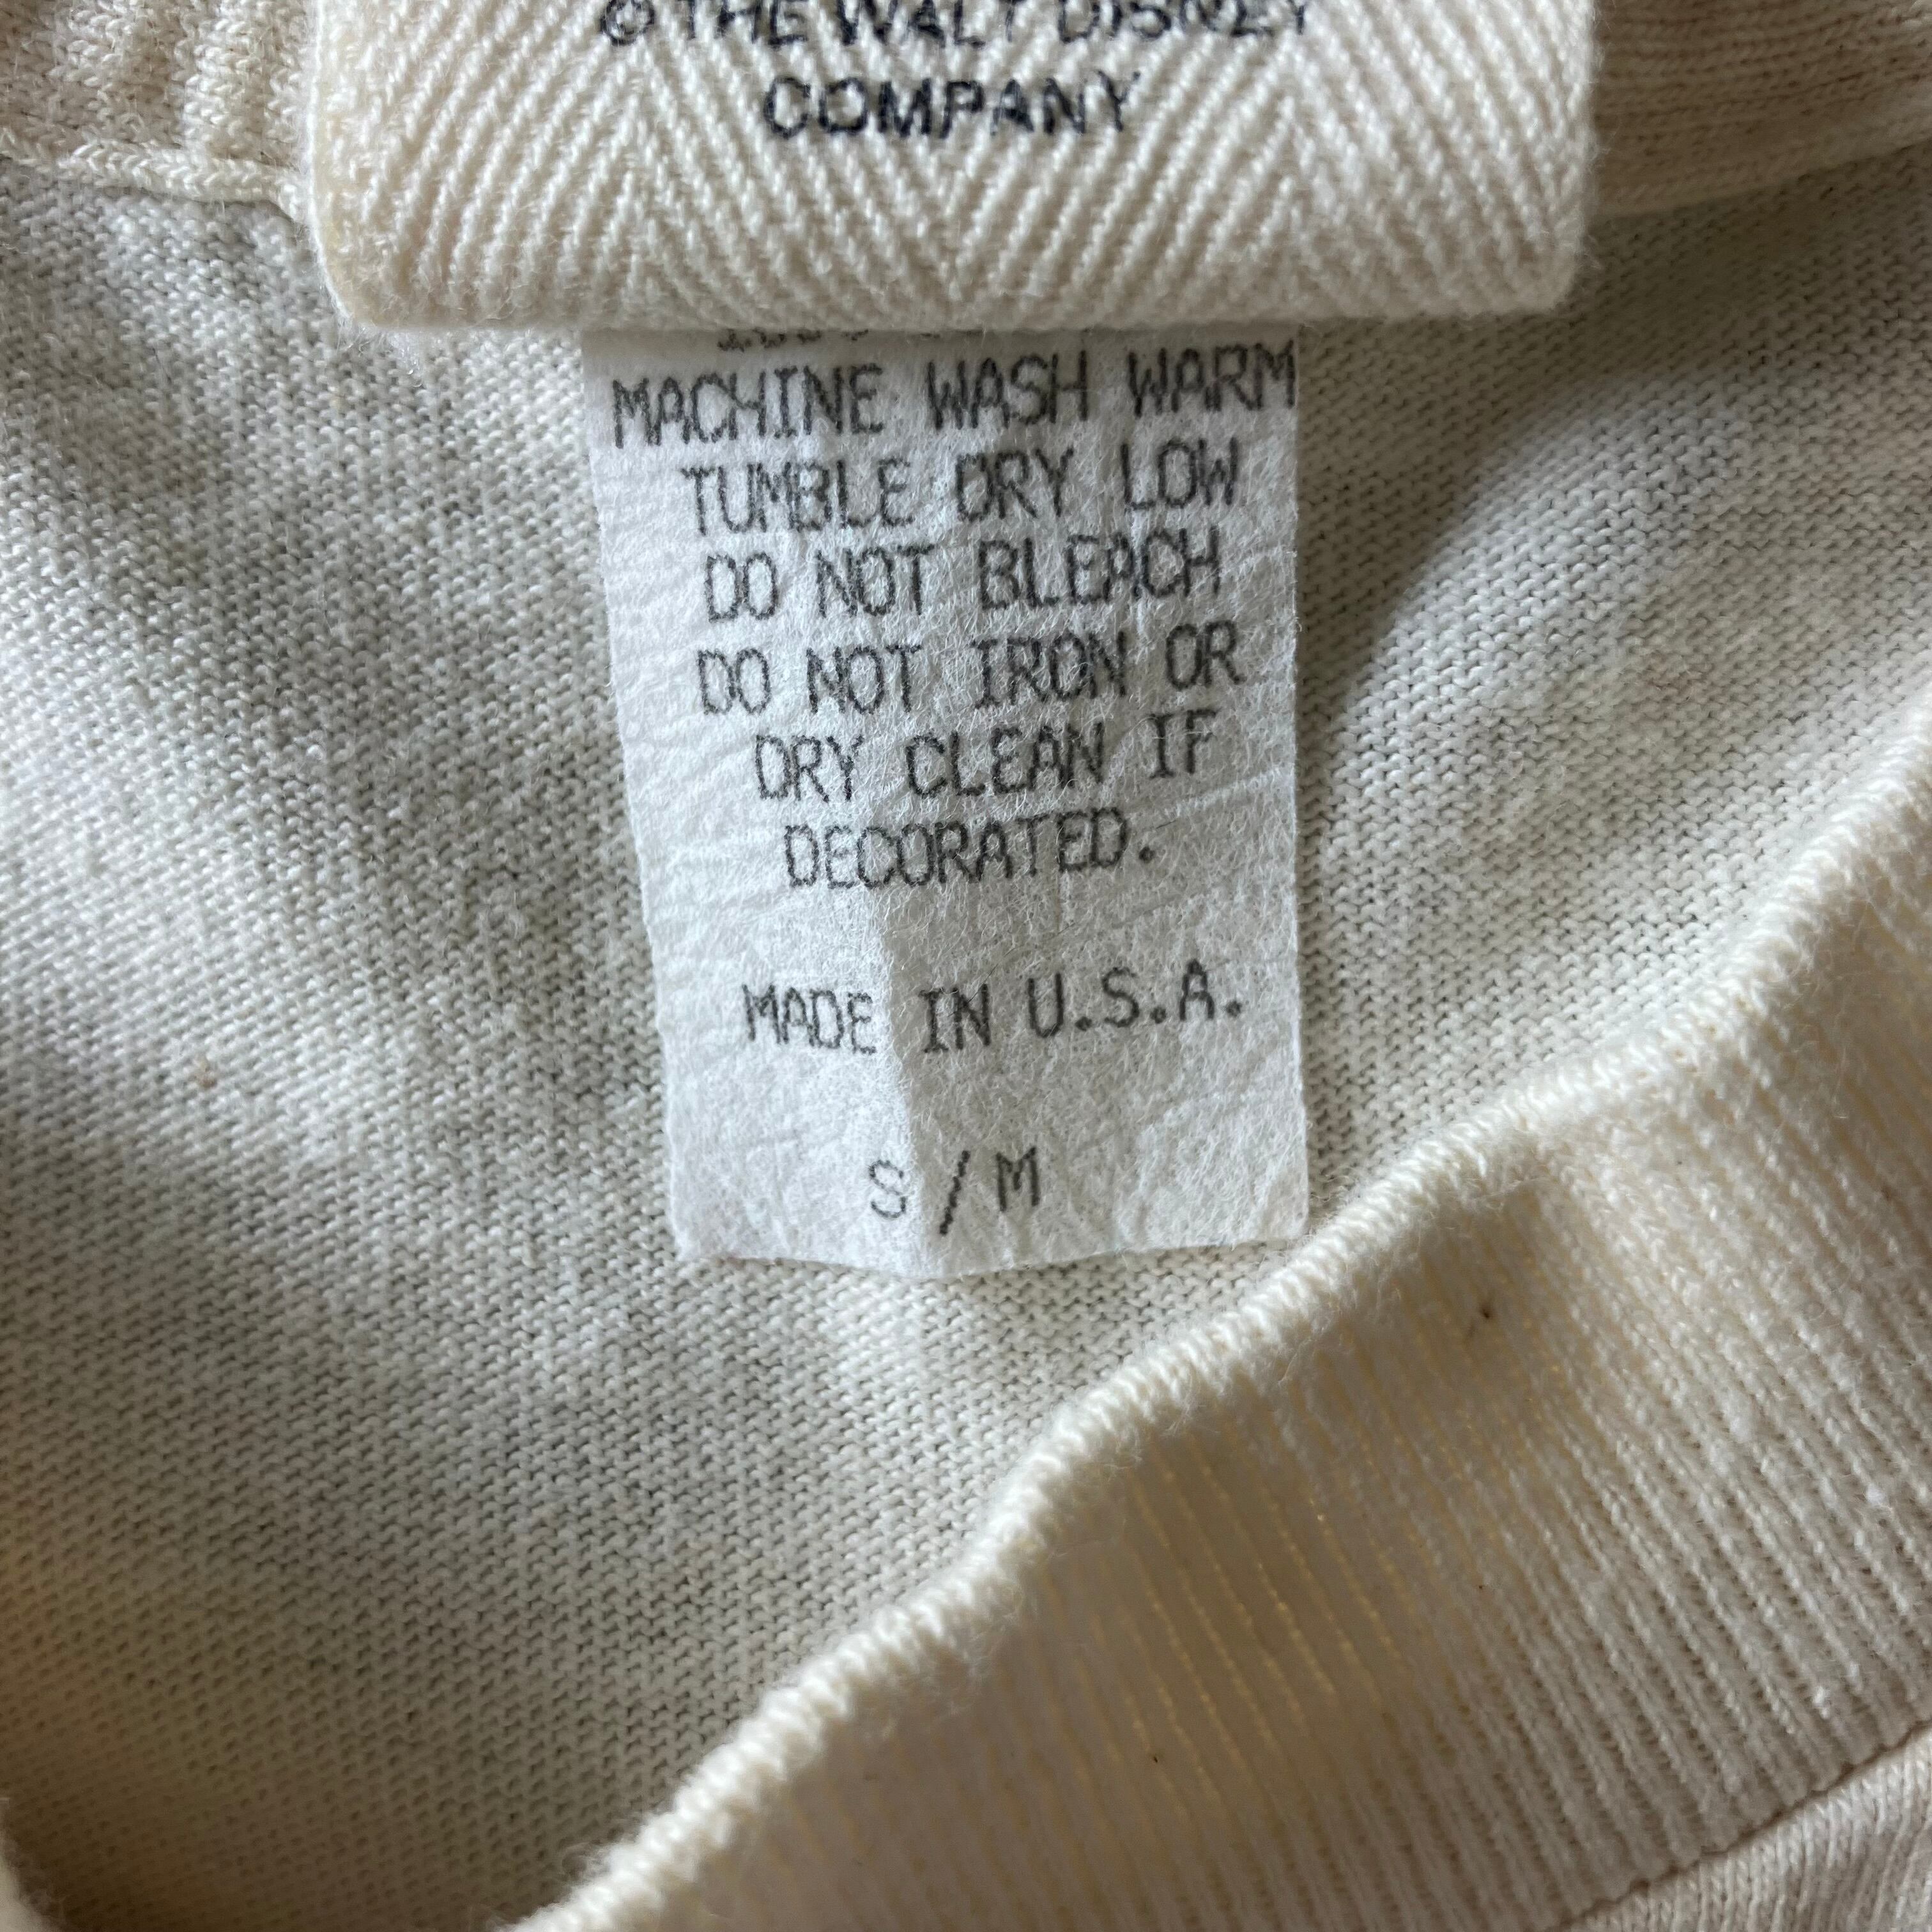 © THE WALT DISNEY
COMPANY
MACHINE WASH WARM
TUMBLE DRY LOW
DO NOT BLEACH
DO NOT IRON OR
DRY CLEAN IF
DECORATED.
MADE IN U.S.A.
S/M